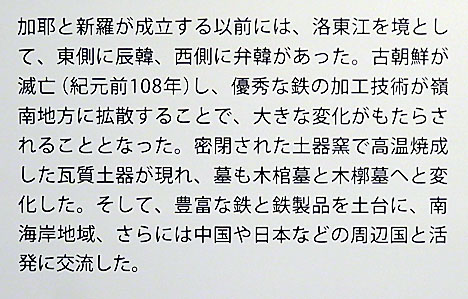 加耶と新羅が成立する以前には、洛東江を境とし
て、東側に辰韓、西側に弁韓があった。古朝鮮が
滅亡（紀元前108年）し、優秀な鉄の加工技術が嶺
南地方に拡散することで、大きな変化がもたらさ
れることとなった。密閉された土器窯で高温焼成
した瓦質土器が現れ、墓も木棺墓と木槨墓へと変
化した。そして、豊富な鉄と鉄製品を土台に、南
海岸地域、さらには中国や日本などの周辺国と活
発に交流した。